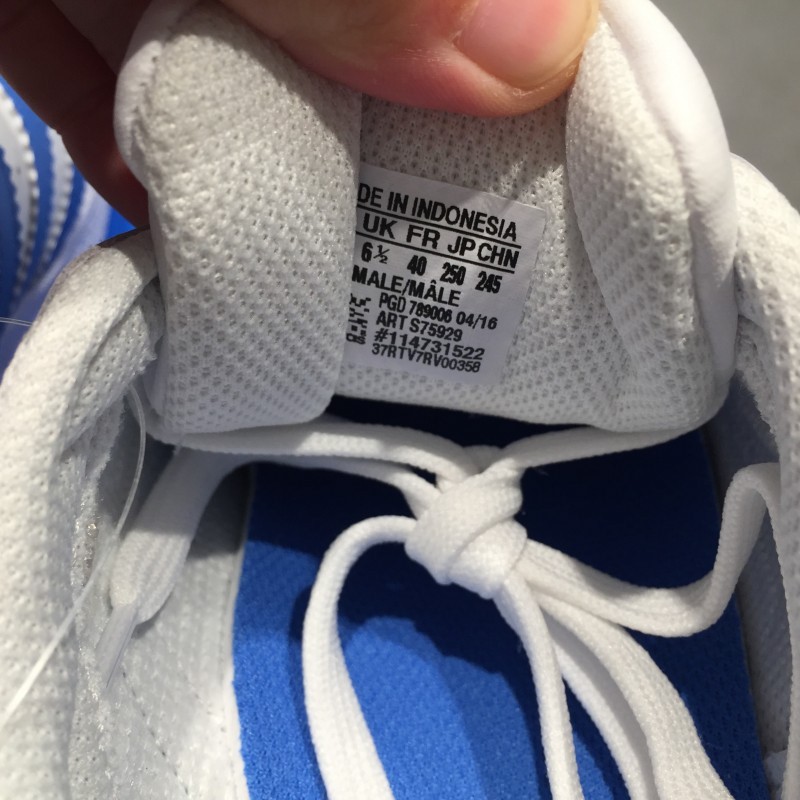 DE IN INDONESIA
UK FR JP CHN
6½ 40 250 245
MALE/MÂLE
PGD 789006 04/16
ART S75929
#114731522
37RTV7RV00358